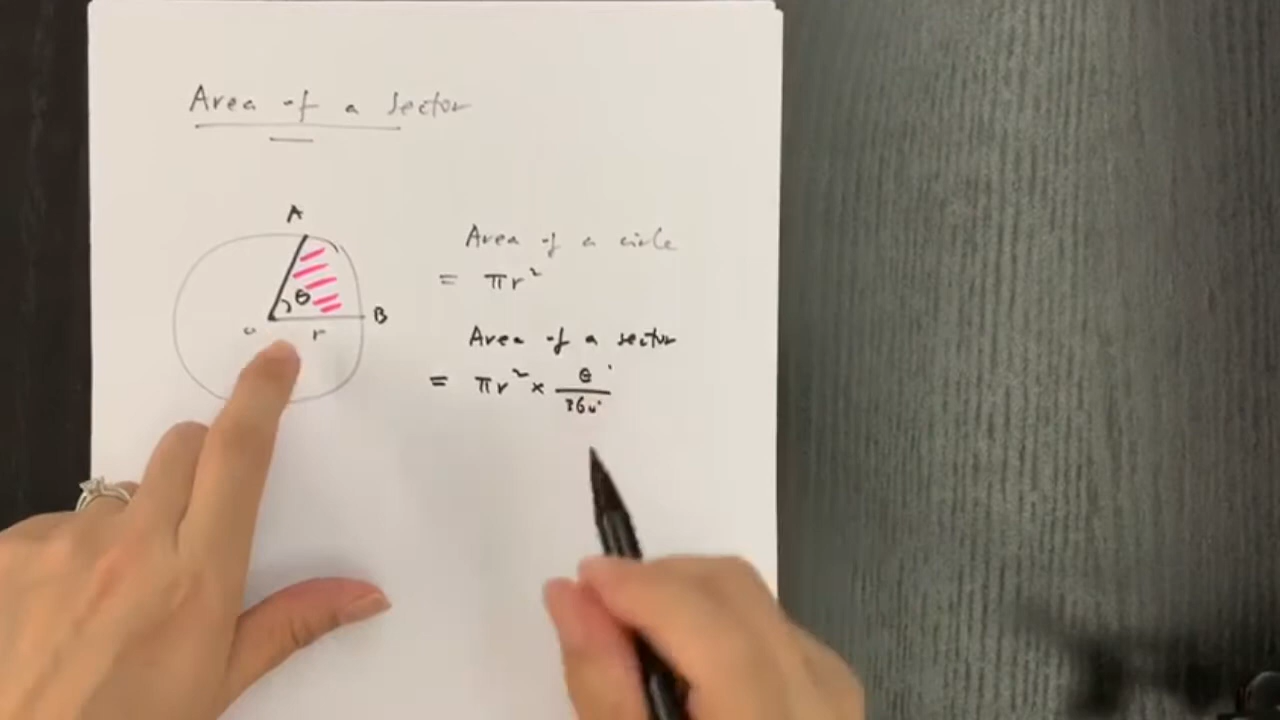 Area of a sector
A
θ
B
o
r
Area of a circle
= πr²
Area of a sector
= πr² × θ° / 360°